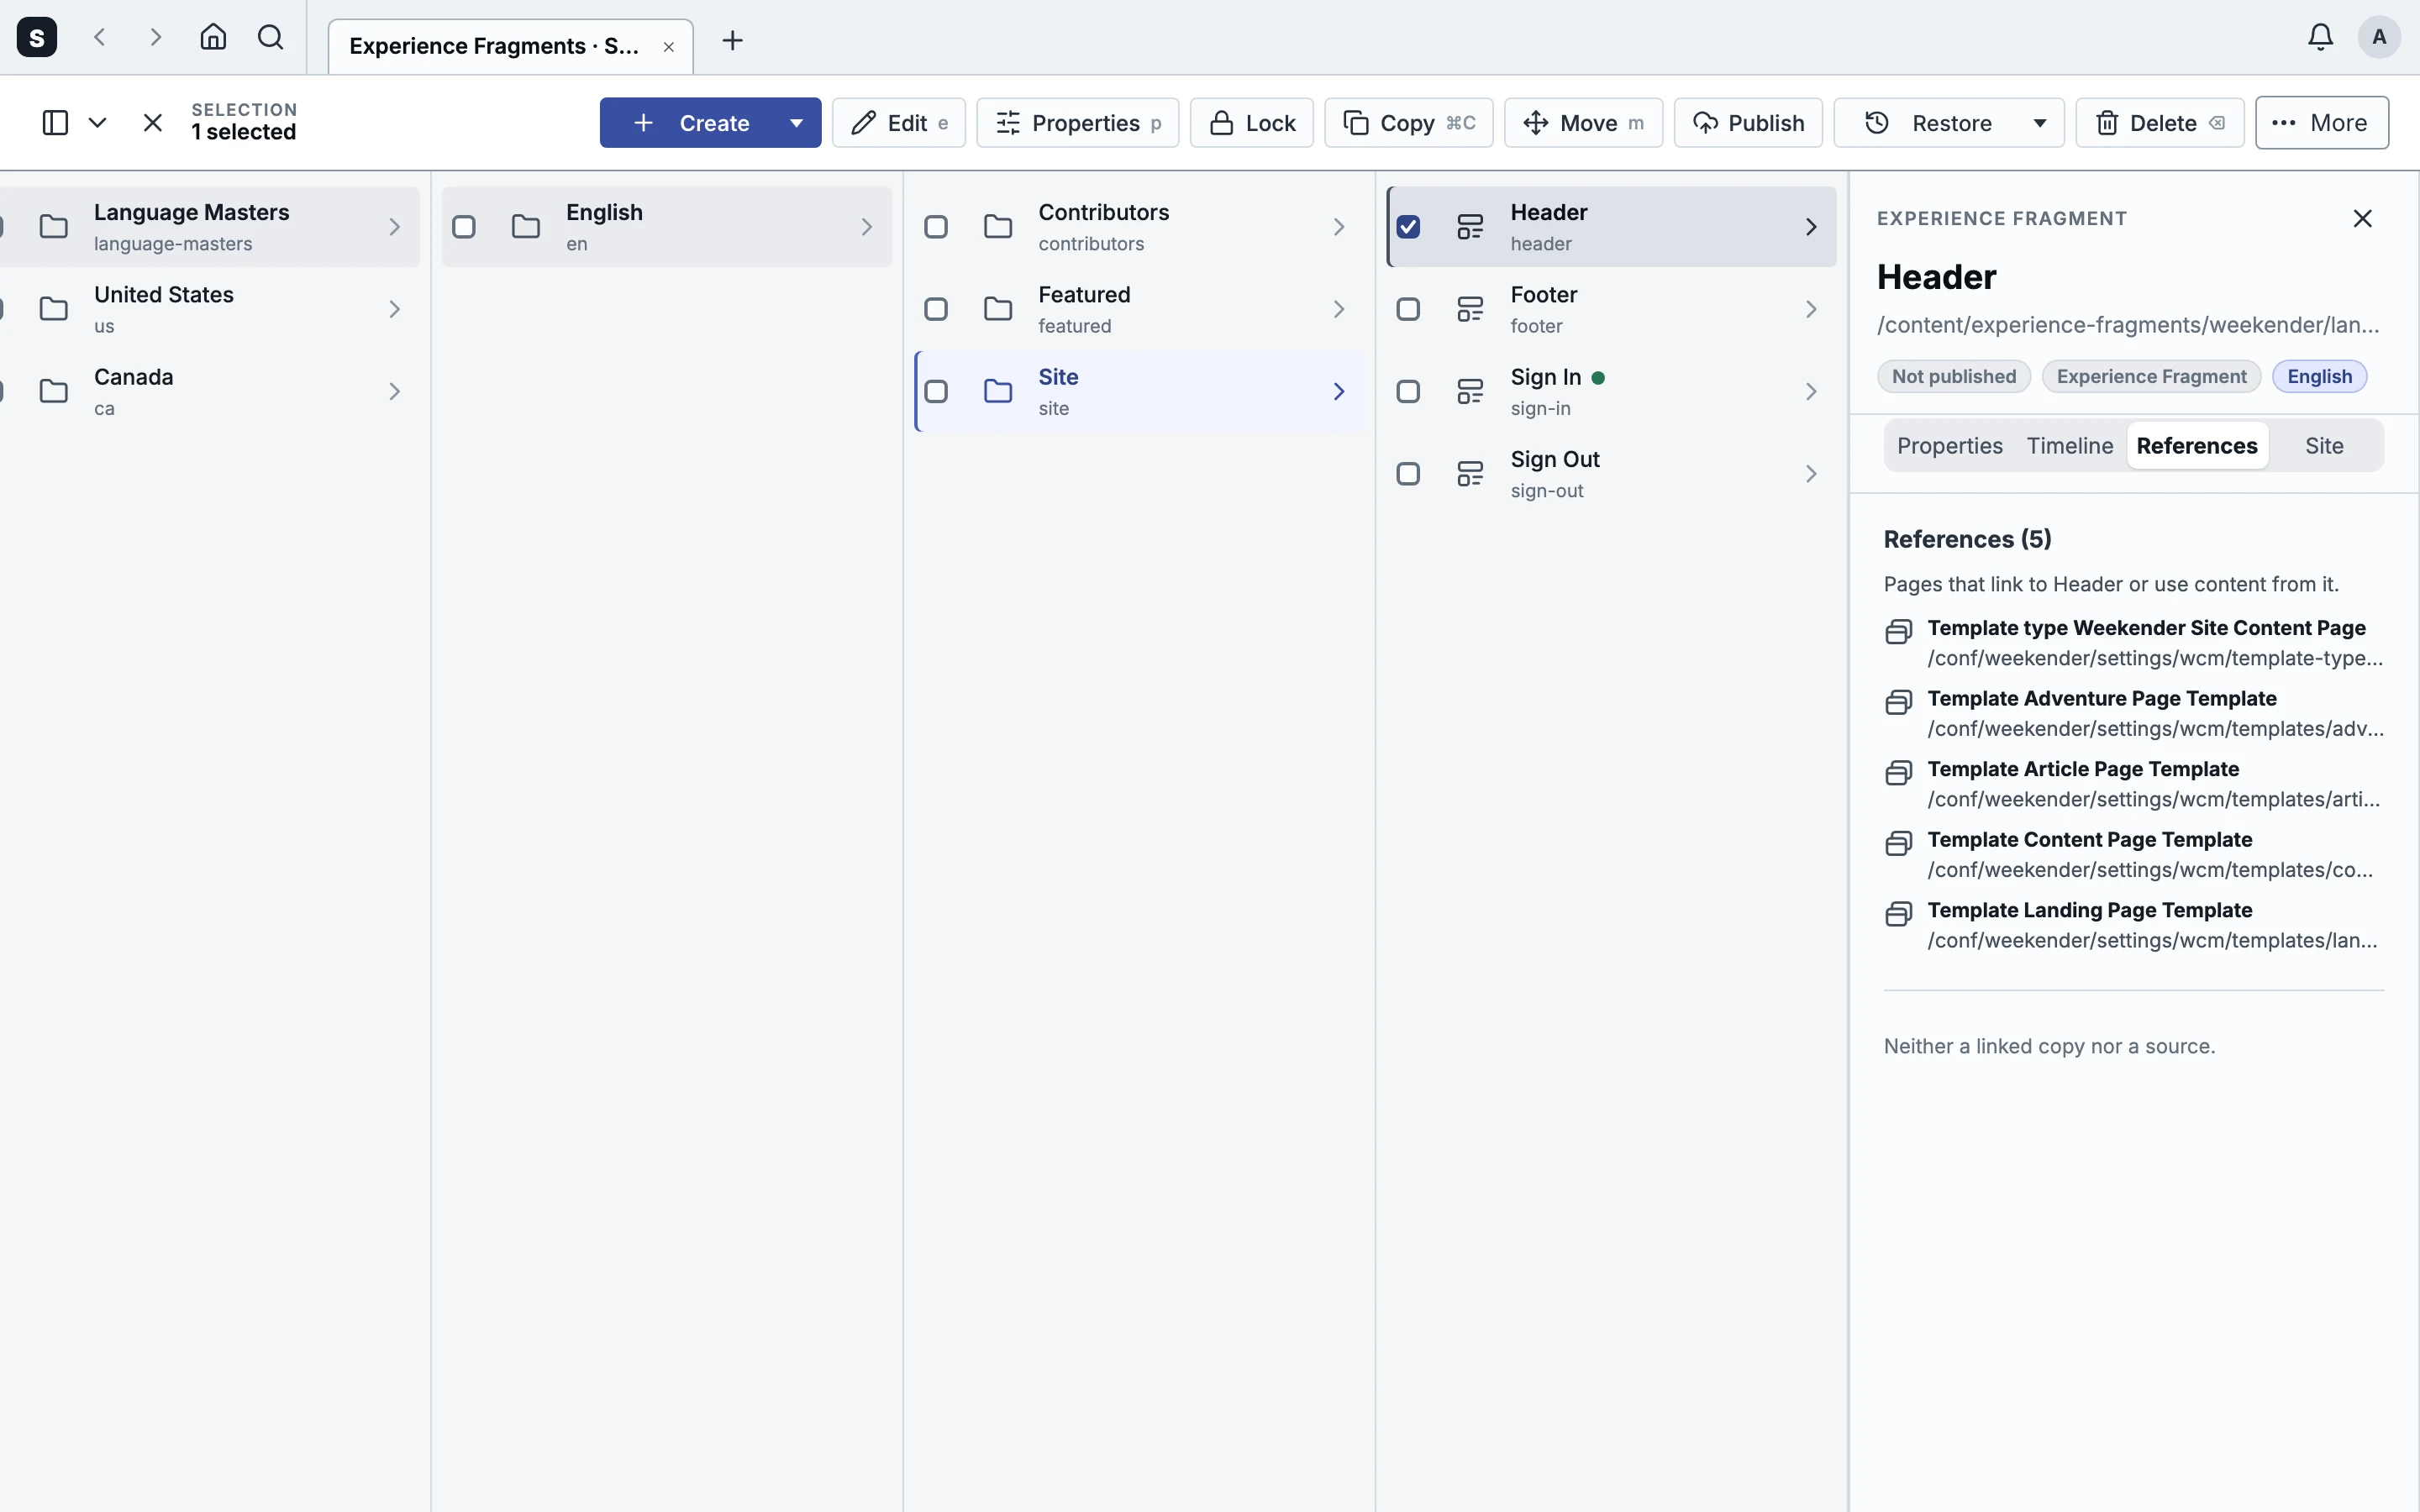 S
Experience Fragments · S...
A
SELECTION
1 selected
Create
Edit e
Properties p
Lock
Copy ⌘C
Move m
Publish
Restore
Delete ⌫
More
Language Masters
language-masters
United States
us
Canada
ca
English
en
Contributors
contributors
Featured
featured
Site
site
Header
header
Footer
footer
Sign In
sign-in
Sign Out
sign-out
EXPERIENCE FRAGMENT
Header
/content/experience-fragments/weekender/lan...
Not published
Experience Fragment
English
Properties
Timeline
References
Site
References (5)
Pages that link to Header or use content from it.
Template type Weekender Site Content Page
/conf/weekender/settings/wcm/template-type...
Template Adventure Page Template
/conf/weekender/settings/wcm/templates/adv...
Template Article Page Template
/conf/weekender/settings/wcm/templates/arti...
Template Content Page Template
/conf/weekender/settings/wcm/templates/co...
Template Landing Page Template
/conf/weekender/settings/wcm/templates/lan...
Neither a linked copy nor a source.